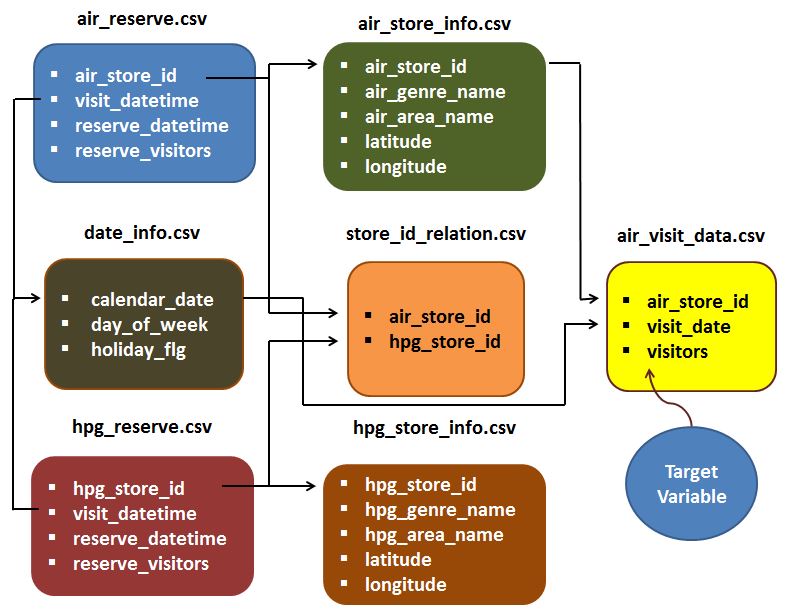 air_reserve.csv
air_store_id
visit_datetime
reserve_datetime
reserve_visitors
air_store_info.csv
air_store_id
air_genre_name
air_area_name
latitude
longitude
date_info.csv
calendar_date
day_of_week
holiday_flg
store_id_relation.csv
air_store_id
hpg_store_id
air_visit_data.csv
air_store_id
visit_date
visitors
hpg_reserve.csv
hpg_store_id
visit_datetime
reserve_datetime
reserve_visitors
hpg_store_info.csv
hpg_store_id
hpg_genre_name
hpg_area_name
latitude
longitude
Target
Variable